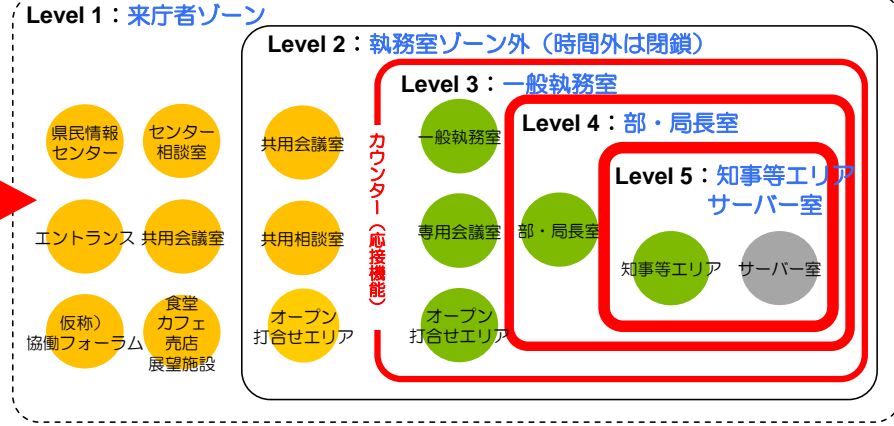 Level 1：来庁者ゾーン
Level 2：執務室ゾーン外（時間外は閉鎖）
Level 3：一般執務室
Level 4：部・局長室
Level 5：知事等エリア
サーバー室
県民情報
センター
センター
相談室
共用会議室
カウンター（応接機能）
一般執務室
エントランス
共用会議室
共用相談室
専用会議室
部・局長室
知事等エリア
サーバー室
仮称）
協働フォーラム
食堂
カフェ
売店
展望施設
オープン
打合せエリア
オープン
打合せエリア